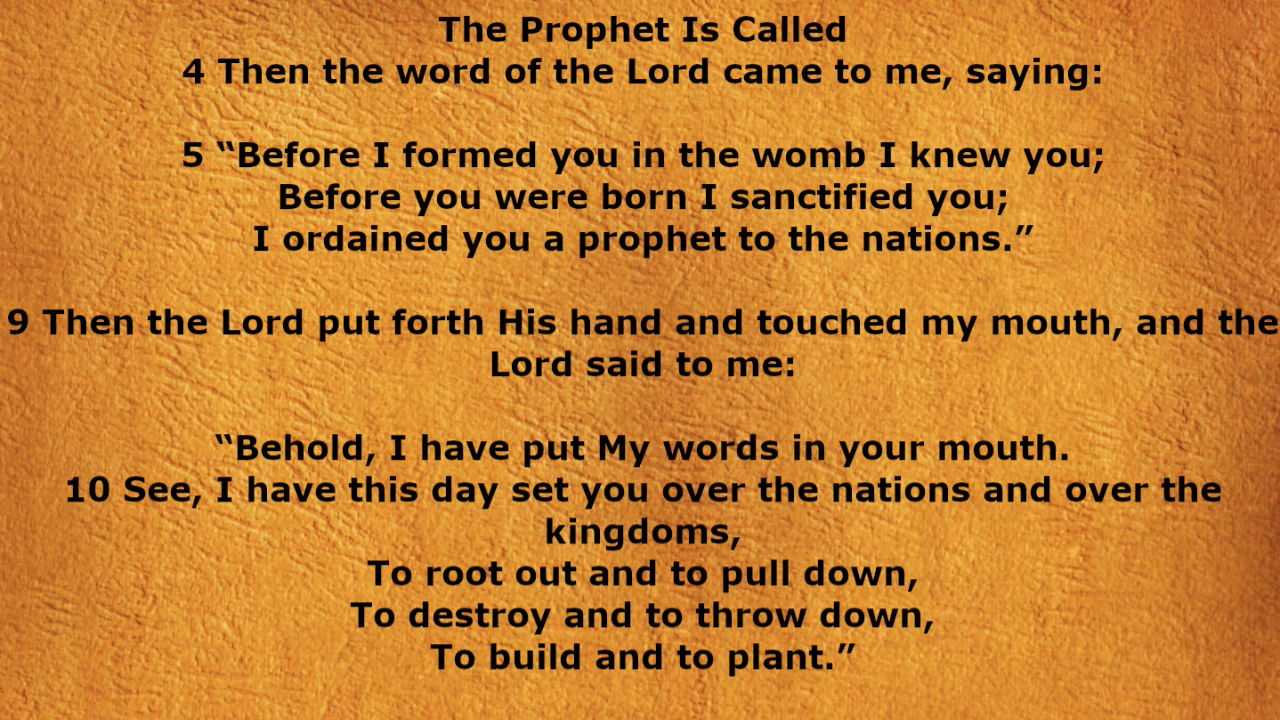 The Prophet Is Called
4 Then the word of the Lord came to me, saying:
5 “Before I formed you in the womb I knew you;
Before you were born I sanctified you;
I ordained you a prophet to the nations.”
9 Then the Lord put forth His hand and touched my mouth, and the
Lord said to me:
“Behold, I have put My words in your mouth.
10 See, I have this day set you over the nations and over the
kingdoms,
To root out and to pull down,
To destroy and to throw down,
To build and to plant.”